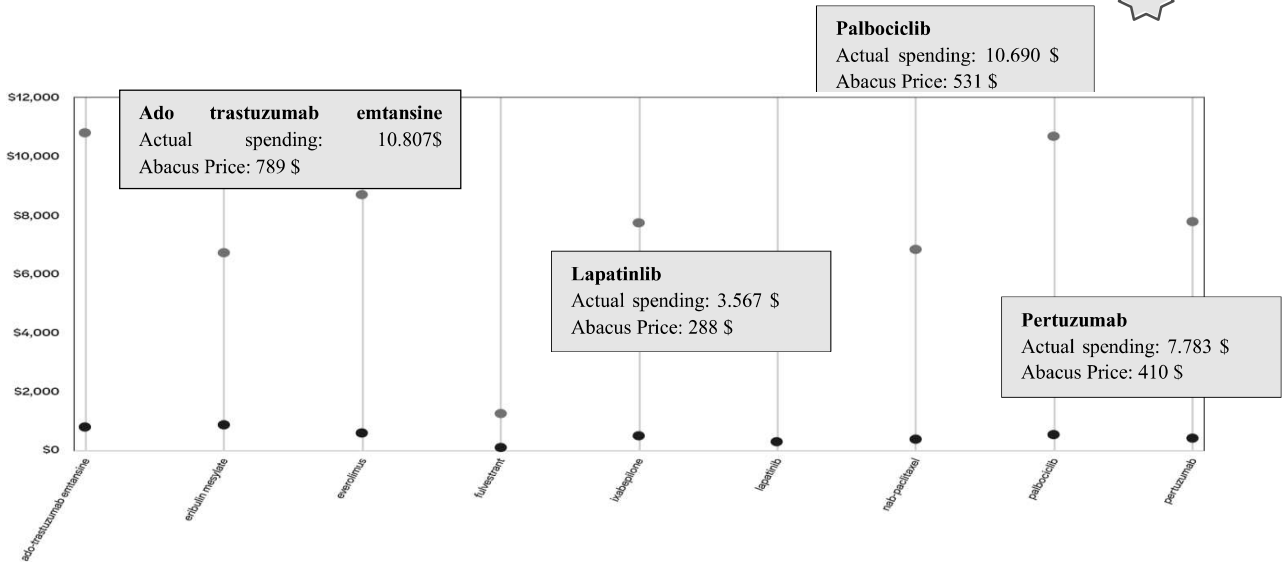 Palbociclib
Actual spending: 10.690 $
Abacus Price: 531 $
Ado trastuzumab emtansine
Actual spending: 10.807$
Abacus Price: 789 $
Lapatinlib
Actual spending: 3.567 $
Abacus Price: 288 $
Pertuzumab
Actual spending: 7.783 $
Abacus Price: 410 $
$12,000
$10,000
$8,000
$6,000
$4,000
$2,000
$0
ado-trastuzumab emtansine
eribulin mesylate
everolimus
fulvestrant
ixabepilone
lapatinib
nab-paclitaxel
palbociclib
pertuzumab